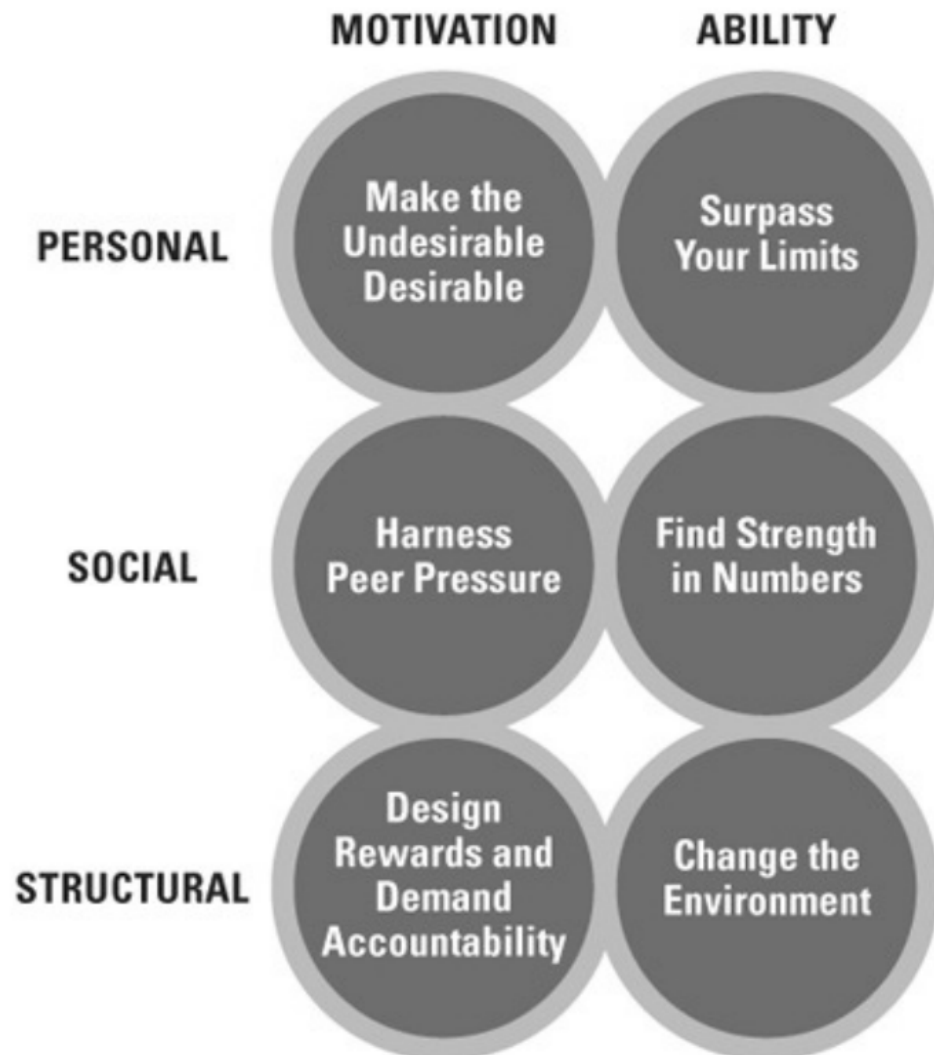 MOTIVATION ABILITY
PERSONAL
Make the
Undesirable
Desirable
Surpass
Your Limits
SOCIAL
Harness
Peer Pressure
Find Strength
in Numbers
STRUCTURAL
Design
Rewards and
Demand
Accountability
Change the
Environment